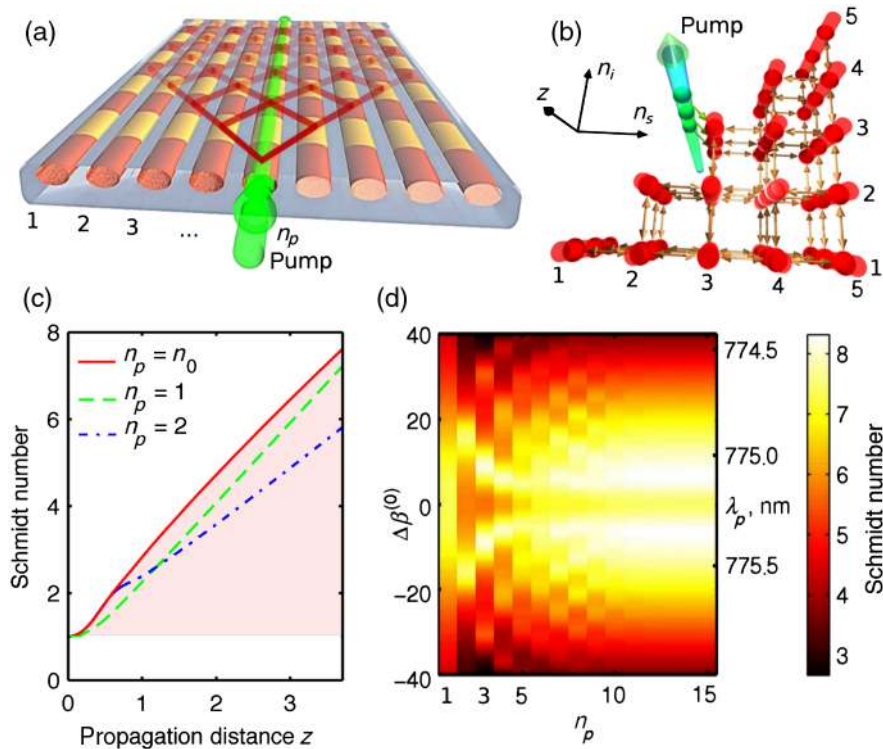 (a)
1 2 3 ... n_p
Pump
(b)
Pump
n_i
z
n_s
5
4
3
2
1
1 2 3 4 5
(c)
Schmidt number
8
6
4
2
1
0
n_p = n_0
n_p = 1
n_p = 2
0 1 2 3
Propagation distance z
(d)
Δβ^(0)
40
20
0
-20
-40
1 3 5 10 15
n_p
774.5
775.0
λ_p, nm
775.5
8
7
6
5
4
3
Schmidt number